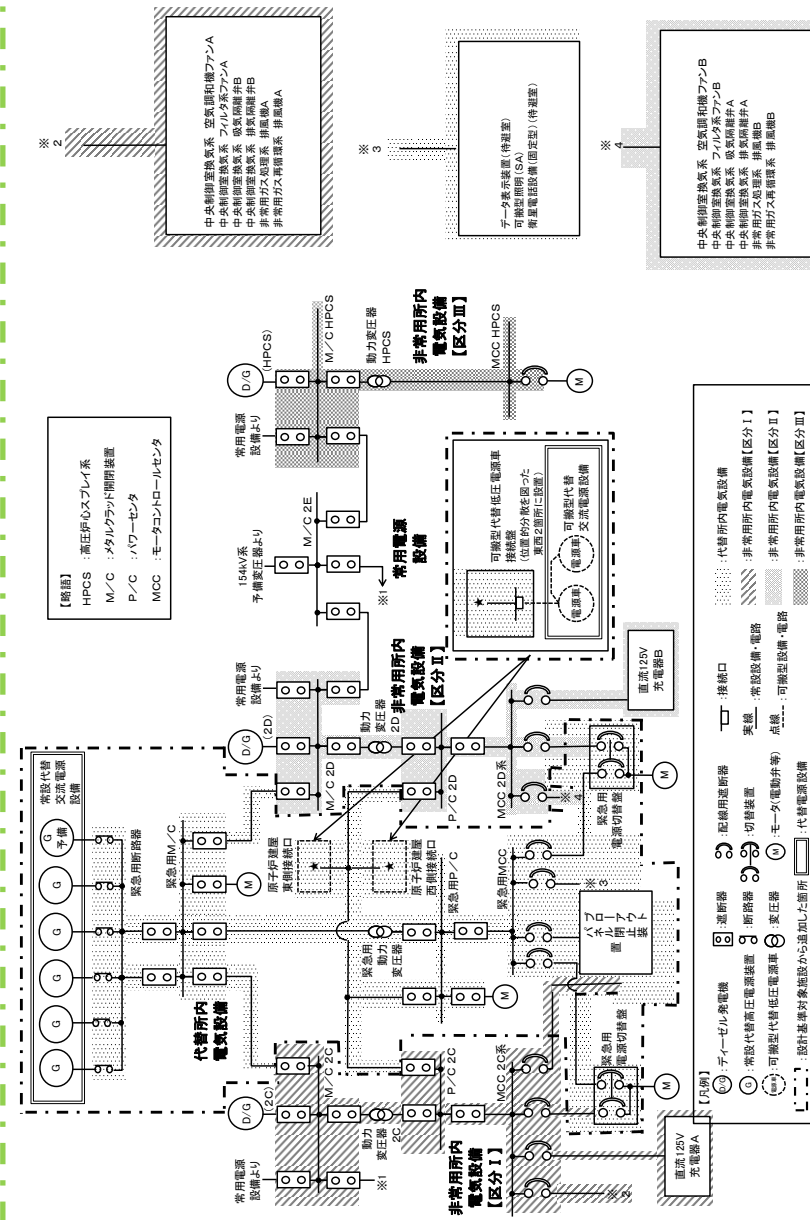 ※2
中央制御室換気系 空気調和機ファンA
中央制御室換気系 フィルタ系ファンA
中央制御室換気系 吸気隔離弁B
中央制御室換気系 排気隔離弁B
非常用ガス処理系 排風機A
非常用ガス再循環系 排風機A
※3
データ表示装置(待避室)
可搬型照明(SA)
衛星電話設備(固定型)(待避室)
※4
中央制御室換気系 空気調和機ファンB
中央制御室換気系 フィルタ系ファンB
中央制御室換気系 吸気隔離弁A
中央制御室換気系 排気隔離弁A
非常用ガス処理系 排風機B
非常用ガス再循環系 排風機B
【略語】
HPCS :高圧炉心スプレイ系
M/C :メタルクラッド開閉装置
P/C :パワーセンタ
MCC :モータコントロールセンタ
常設代替
交流電源
設備
G
G
G
G
G
G
予備
緊急用断路器
緊急用M/C
M
代替所内
電気設備
常用電源
設備より
D/G
(2C)
M/C 2C
※1
動力
変圧器
2C
P/C 2C
非常用所内
電気設備
【区分Ⅰ】
MCC 2C系
※2
直流125V
充電器A
緊急用
電源切替盤
M
緊急用
動力
変圧器
緊急用P/C
M
緊急用MCC
※3
ブローアウト
パネル閉止装
置
原子炉建屋
東側接続口
★
原子炉建屋
西側接続口
★
D/G
(2D)
常用電源
設備より
M/C 2D
動力
変圧器
2D
非常用所内
電気設備
【区分Ⅱ】
P/C 2D
MCC 2D系
※4
緊急用
電源切替盤
M
直流125V
充電器B
154kV系
予備変圧器より
M/C 2E
※1
常用電源
設備
可搬型代替低圧電源車
接続盤
(位置的分散を図った
東西2箇所に設置)
★
可搬型代替
交流電源設備
電源車
電源車
常用電源
設備より
D/G
(HPCS)
M/C HPCS
動力変圧器
HPCS
非常用所内
電気設備
【区分Ⅲ】
MCC HPCS
M
【凡例】
D/G :ディーゼル発電機
G :常設代替高圧電源装置
電源車 :可搬型代替低圧電源車
:設計基準対象施設から追加した箇所
:遮断器
:断路器
:変圧器
:代替電源設備
:配線用遮断器
:切替装置
M :モータ(電動弁等)
:接続口
実線 :常設設備・電路
点線 :可搬型設備・電路
:代替所内電気設備
:非常用所内電気設備【区分Ⅰ】
:非常用所内電気設備【区分Ⅱ】
:非常用所内電気設備【区分Ⅲ】